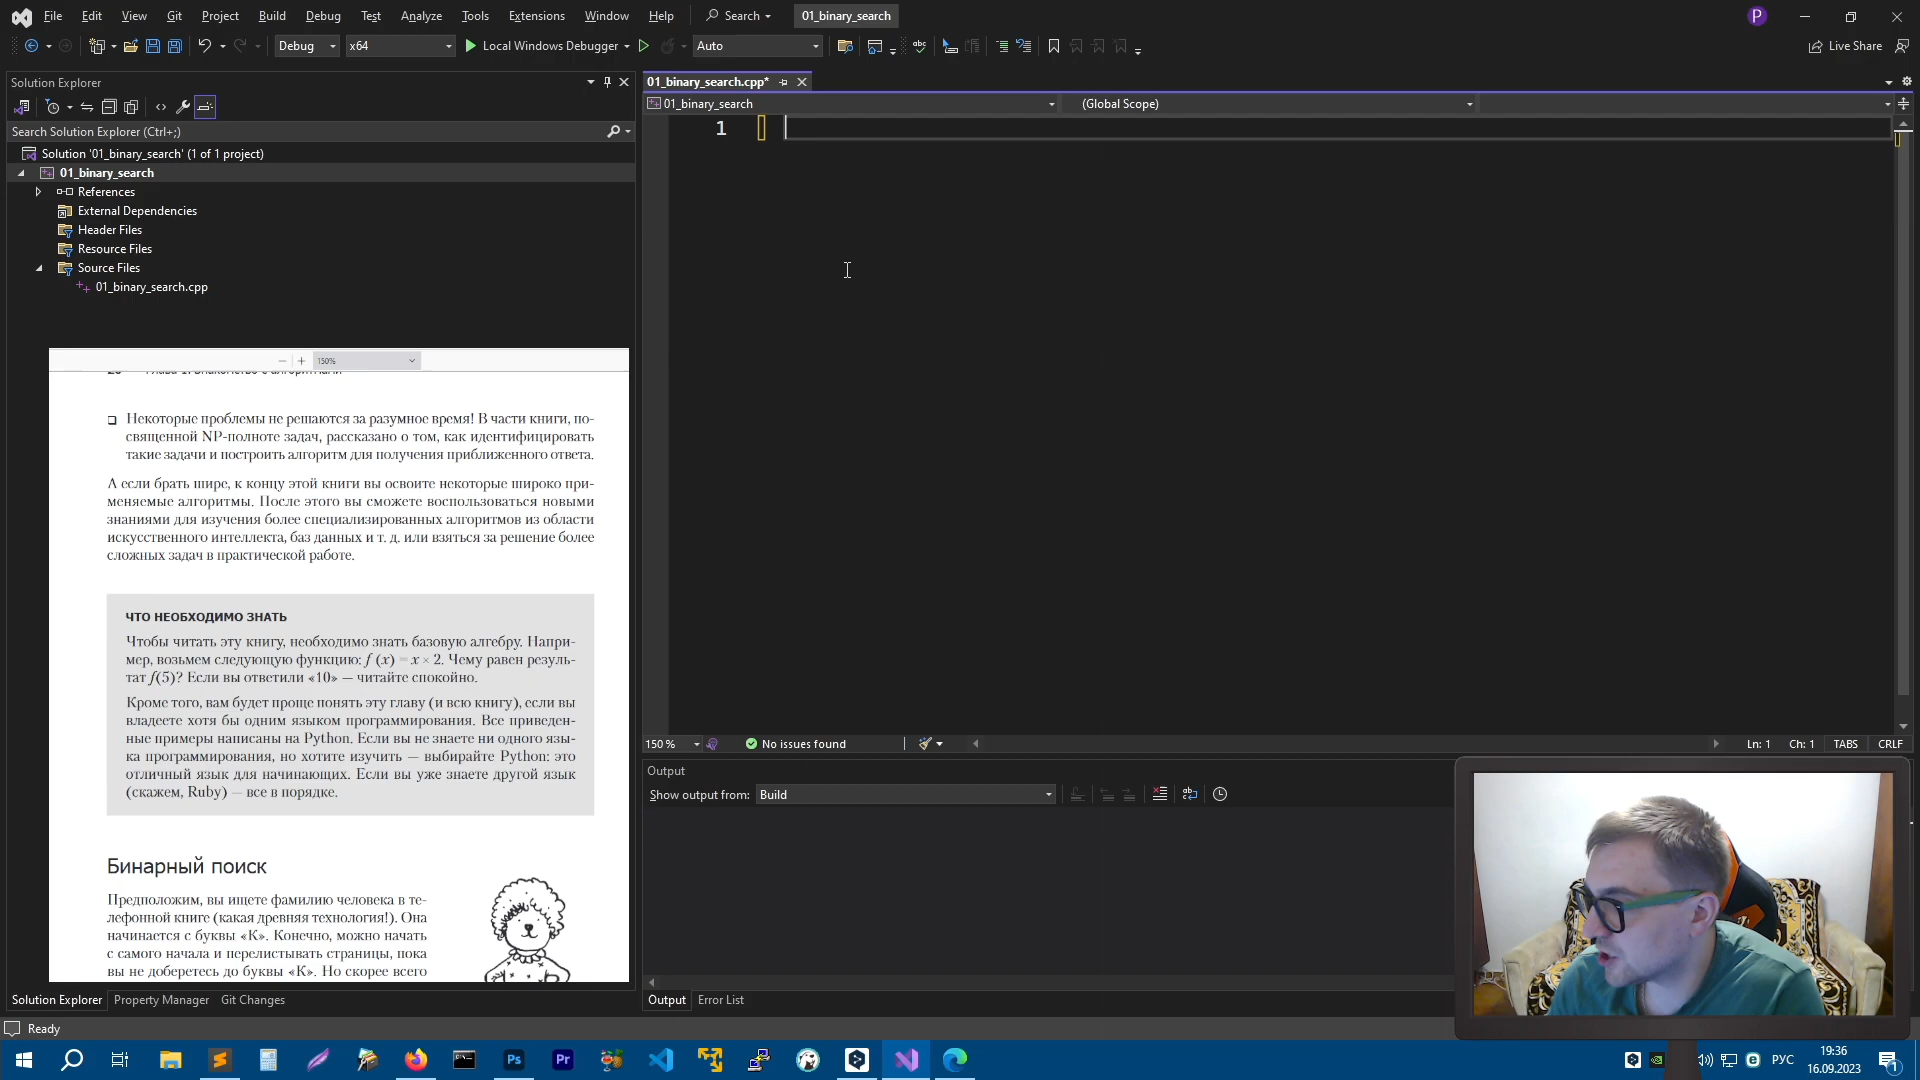 File Edit View Git Project Build Debug Test Analyze Tools Extensions Window Help Search 01_binary_search P
Debug x64 Local Windows Debugger Auto Live Share
Solution Explorer
01_binary_search.cpp*
01_binary_search (Global Scope)
Search Solution Explorer (Ctrl+;)
1
Solution '01_binary_search' (1 of 1 project)
01_binary_search
References
External Dependencies
Header Files
Resource Files
Source Files
01_binary_search.cpp
150%
Некоторые проблемы не решаются за разумное время! В части книги, по-
священной NP-полноте задач, рассказано о том, как идентифицировать
такие задачи и построить алгоритм для получения приближенного ответа.
А если брать шире, к концу этой книги вы освоите некоторые широко при-
меняемые алгоритмы. После этого вы сможете воспользоваться новыми
знаниями для изучения более специализированных алгоритмов из области
искусственного интеллекта, баз данных и т. д. или взяться за решение более
сложных задач в практической работе.
ЧТО НЕОБХОДИМО ЗНАТЬ
Чтобы читать эту книгу, необходимо знать базовую алгебру. Напри-
мер, возьмем следующую функцию: f (x) = x × 2. Чему равен резуль-
тат f(5)? Если вы ответили «10» — читайте спокойно.
Кроме того, вам будет проще понять эту главу (и всю книгу), если вы
владеете хотя бы одним языком программирования. Все приведен-
ные примеры написаны на Python. Если вы не знаете ни одного язы-
ка программирования, но хотите изучить — выбирайте Python: это
отличный язык для начинающих. Если вы уже знаете другой язык
(скажем, Ruby) — все в порядке.
Бинарный поиск
Предположим, вы ищете фамилию человека в те-
лефонной книге (какая древняя технология!). Она
начинается с буквы «К». Конечно, можно начать
с самого начала и перелистывать страницы, пока
вы не доберетесь до буквы «К». Но скорее всего
150 % No issues found Ln: 1 Ch: 1 TABS CRLF
Output
Show output from: Build
Solution Explorer Property Manager Git Changes
Output Error List
Ready
Ps Pr РУС 19:36
16.09.2023 1